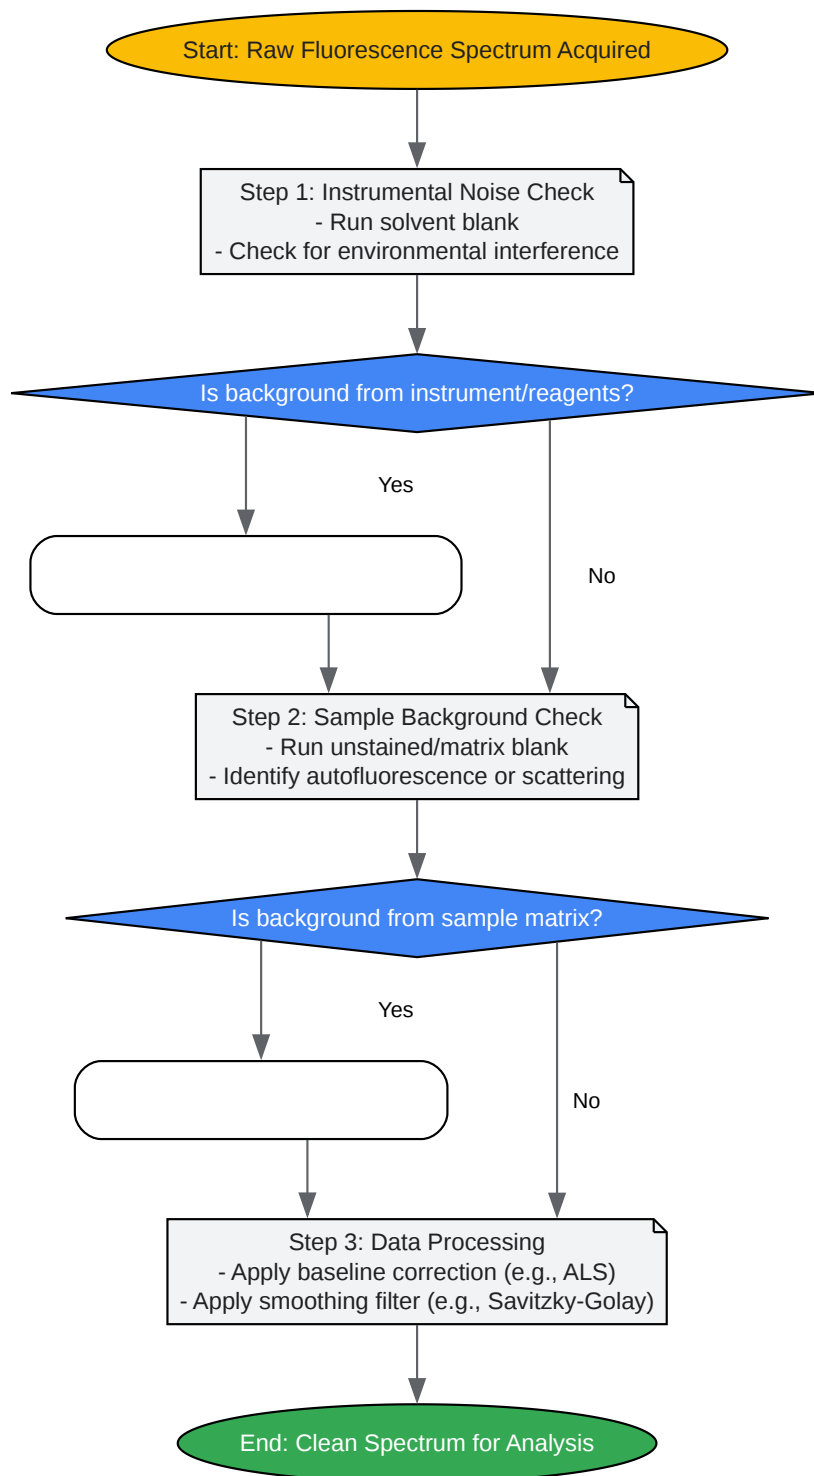 Start: Raw Fluorescence Spectrum Acquired
Step 1: Instrumental Noise Check
- Run solvent blank
- Check for environmental interference
Is background from instrument/reagents?
Yes
No
Step 2: Sample Background Check
- Run unstained/matrix blank
- Identify autofluorescence or scattering
Is background from sample matrix?
Yes
No
Step 3: Data Processing
- Apply baseline correction (e.g., ALS)
- Apply smoothing filter (e.g., Savitzky-Golay)
End: Clean Spectrum for Analysis